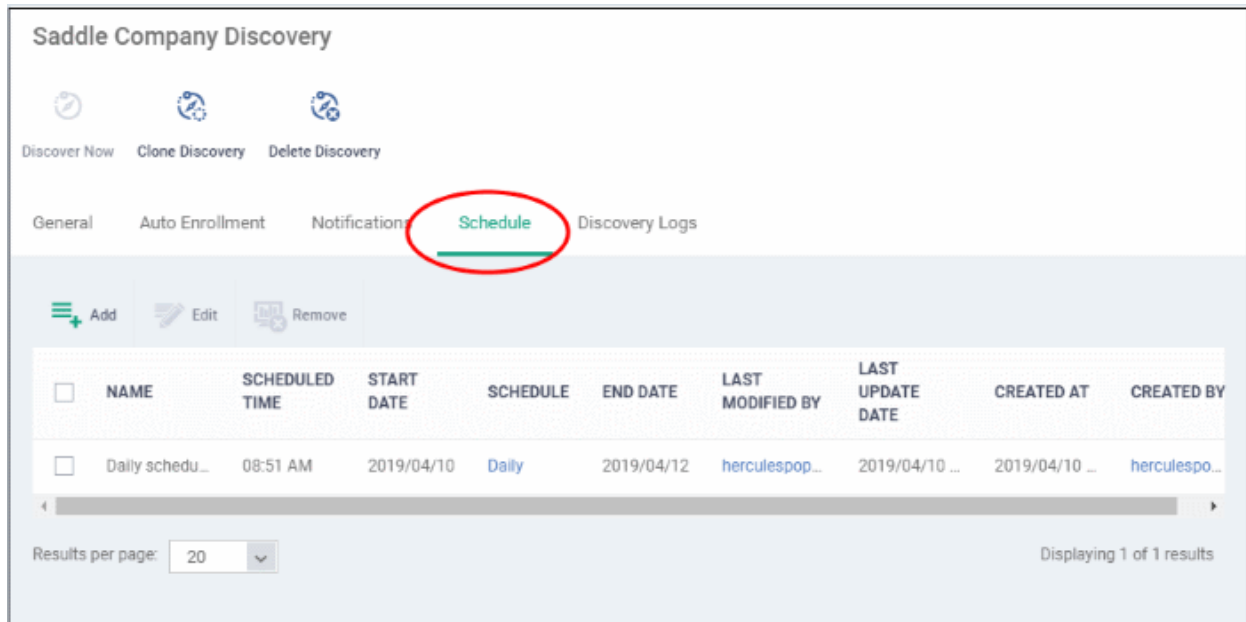 Saddle Company Discovery
Discover Now Clone Discovery Delete Discovery
General Auto Enrollment Notifications Schedule Discovery Logs
Add Edit Remove
NAME SCHEDULED TIME START DATE SCHEDULE END DATE LAST MODIFIED BY LAST UPDATE DATE CREATED AT CREATED BY
Daily schedu... 08:51 AM 2019/04/10 Daily 2019/04/12 herculespop... 2019/04/10 ... 2019/04/10 ... herculespo...
Results per page: 20 Displaying 1 of 1 results